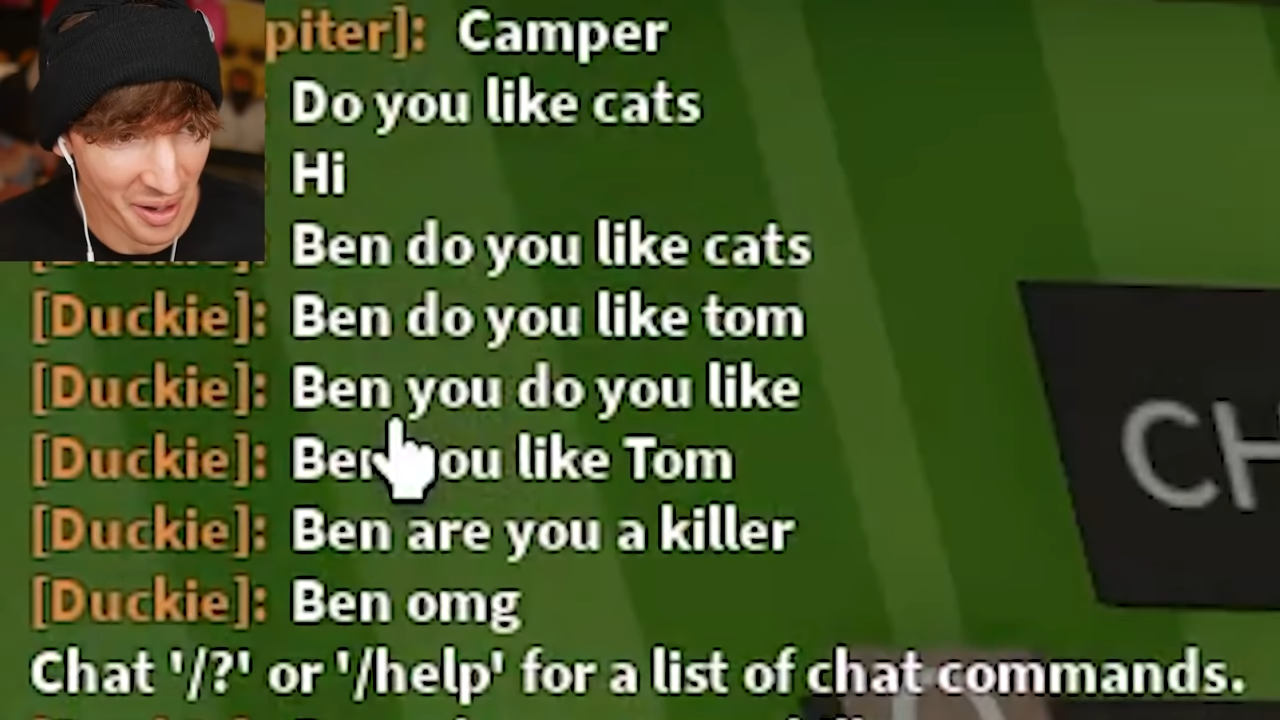 piter]: Camper
Do you like cats
Hi
Ben do you like cats
[Duckie]: Ben do you like tom
[Duckie]: Ben you do you like
[Duckie]: Ben you like Tom
[Duckie]: Ben are you a killer
[Duckie]: Ben omg
Chat '/?' or '/help' for a list of chat commands.
CH